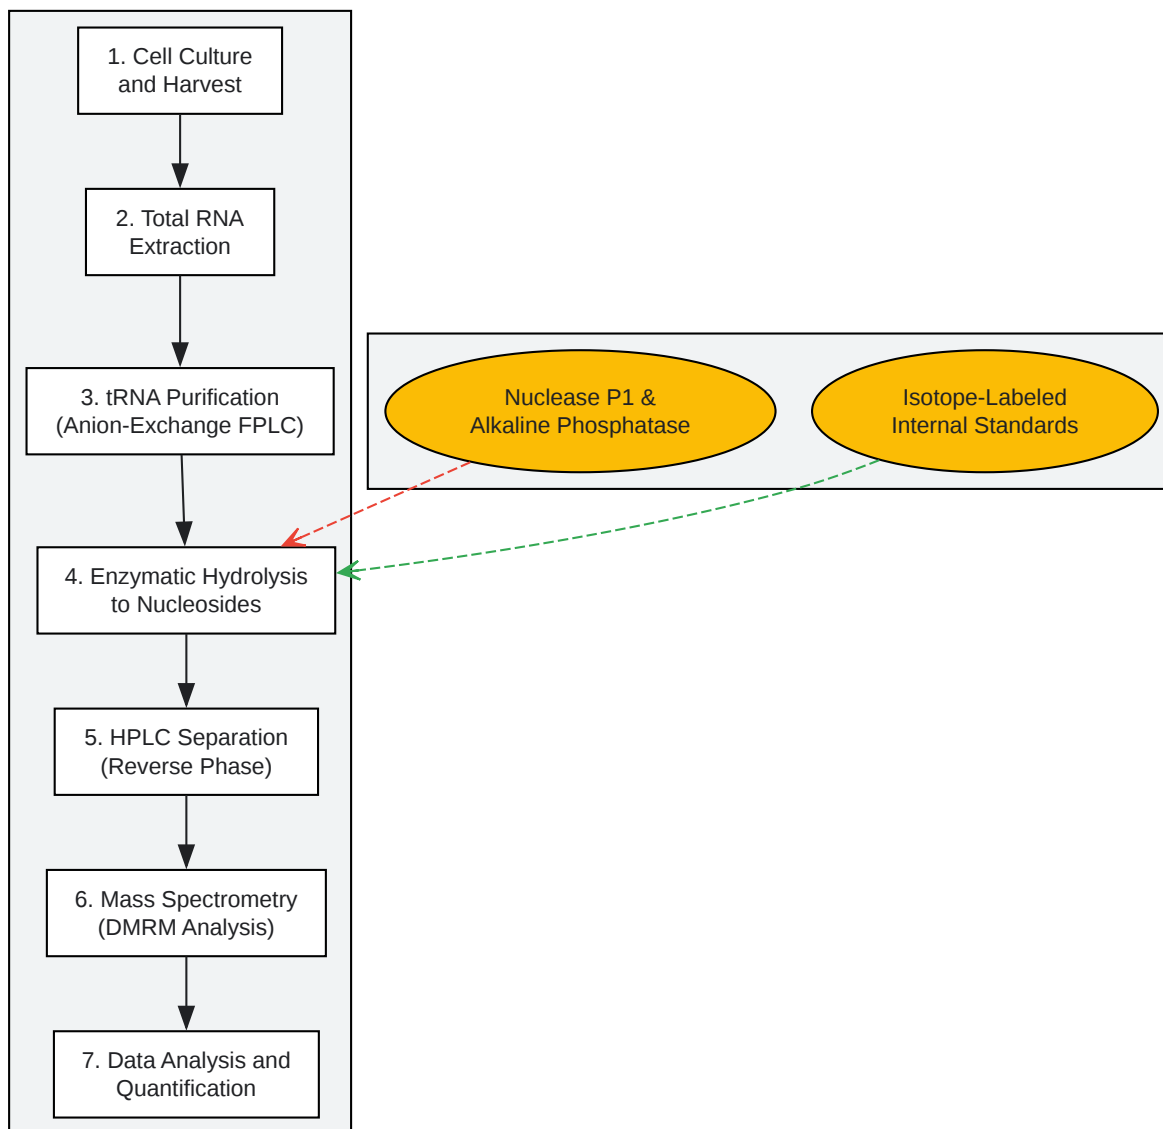 1. Cell Culture
and Harvest
2. Total RNA
Extraction
3. tRNA Purification
(Anion-Exchange FPLC)
Nuclease P1 &
Alkaline Phosphatase
Isotope-Labeled
Internal Standards
4. Enzymatic Hydrolysis
to Nucleosides
5. HPLC Separation
(Reverse Phase)
6. Mass Spectrometry
(DMRM Analysis)
7. Data Analysis and
Quantification